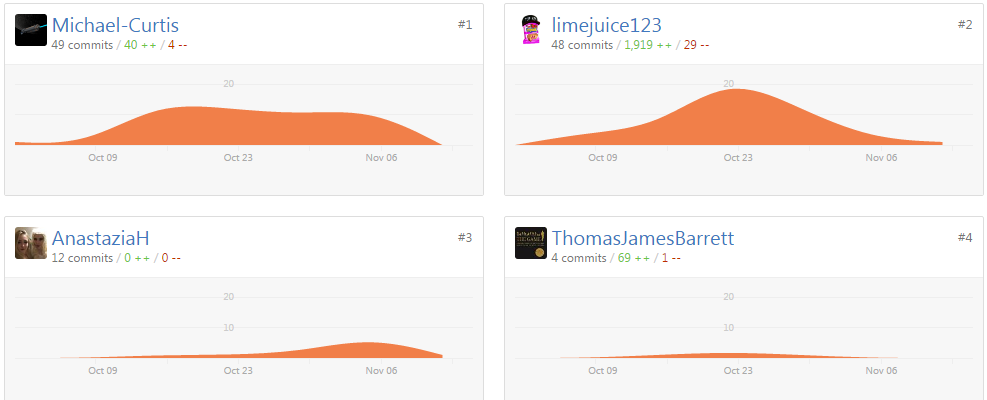 Michael-Curtis #1
49 commits / 40 ++ / 4 --
20
Oct 09 Oct 23 Nov 06
limejuice123 #2
48 commits / 1,919 ++ / 29 --
20
Oct 09 Oct 23 Nov 06
AnastaziaH #3
12 commits / 0 ++ / 0 --
20
10
Oct 09 Oct 23 Nov 06
ThomasJamesBarrett #4
4 commits / 69 ++ / 1 --
20
10
Oct 09 Oct 23 Nov 06